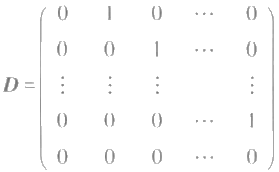 D = ( 0 1 0 ⋯ 0
0 0 1 ⋯ 0
⋮ ⋮ ⋮ ⋮
0 0 0 ⋯ 1
0 0 0 ⋯ 0 )